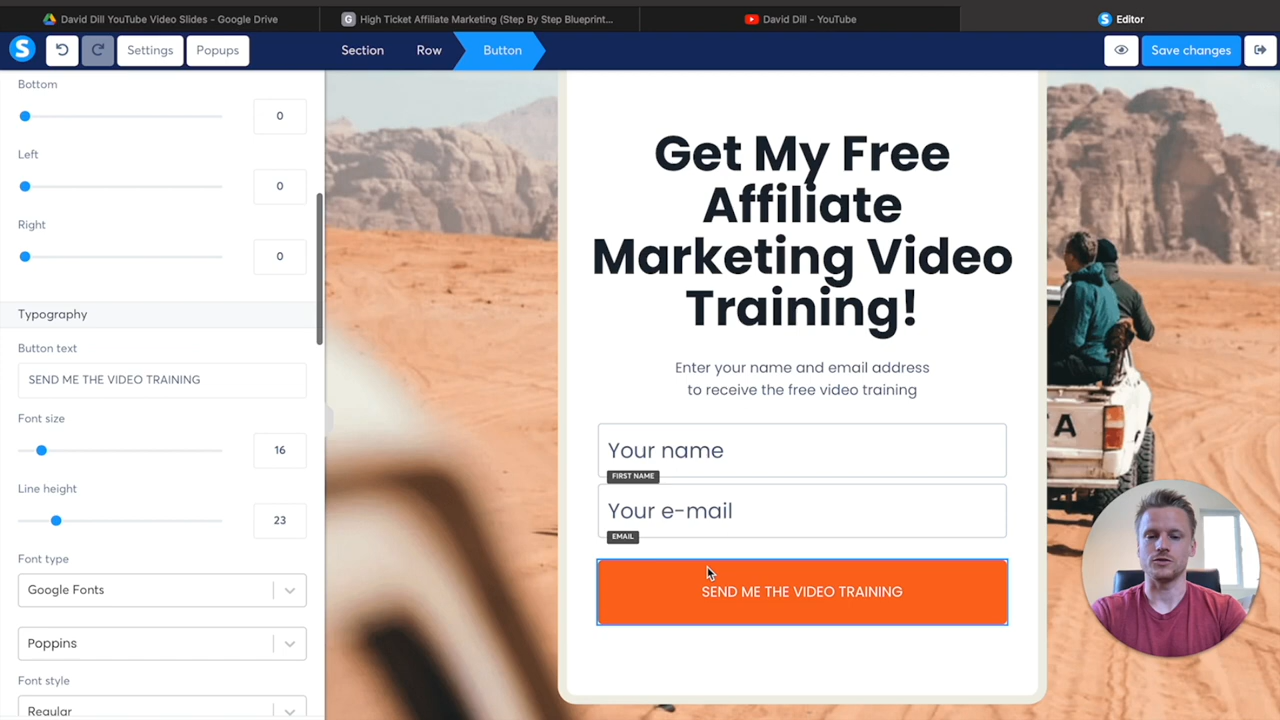 David Dill YouTube Video Slides - Google Drive
G High Ticket Affiliate Marketing (Step By Step Blueprint...
David Dill - YouTube
S Editor
S
Settings
Popups
Section
Row
Button
Save changes
Bottom
0
Left
0
Right
0
Typography
Button text
SEND ME THE VIDEO TRAINING
Font size
16
Line height
23
Font type
Google Fonts
Poppins
Font style
Regular
Get My Free
Affiliate
Marketing Video
Training!
Enter your name and email address
to receive the free video training
Your name
FIRST NAME
Your e-mail
EMAIL
SEND ME THE VIDEO TRAINING